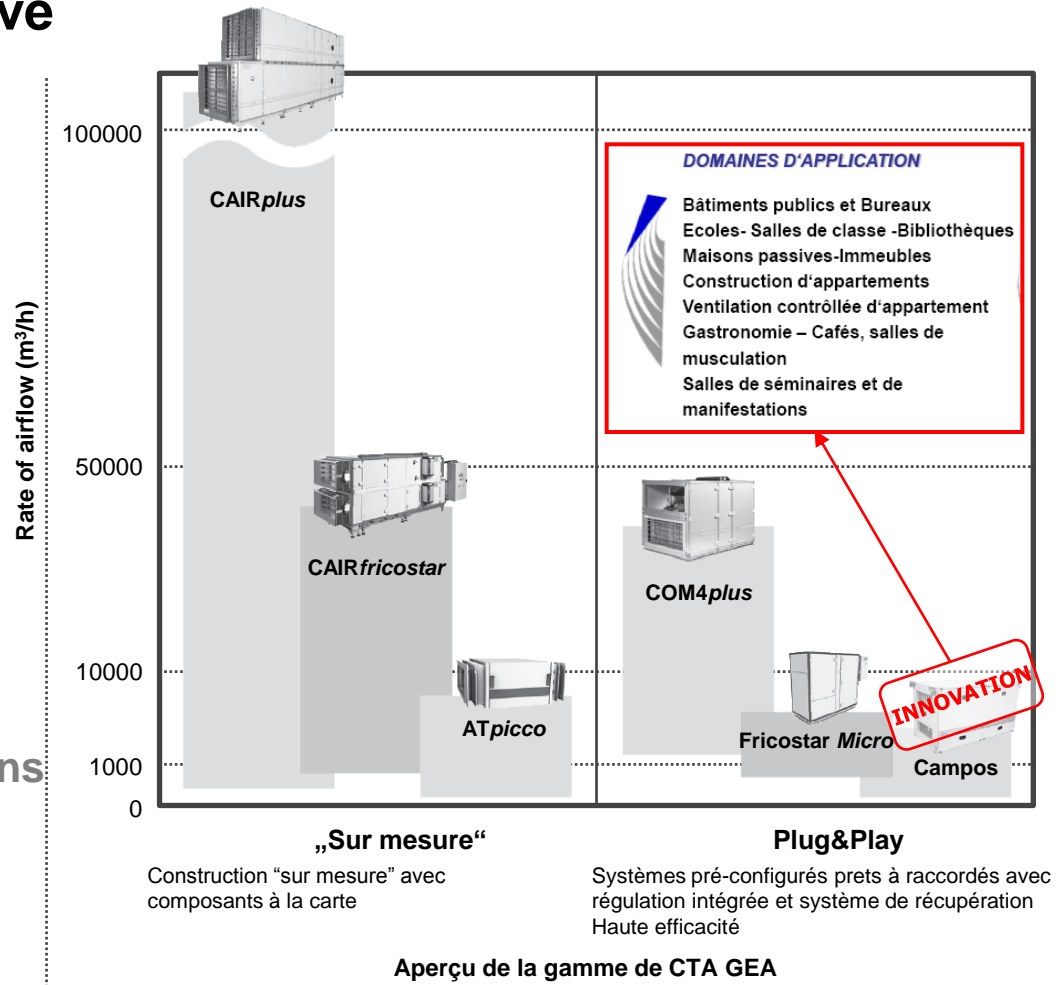 ve
100000
CAIRplus
DOMAINES D'APPLICATION
Bâtiments publics et Bureaux
Ecoles- Salles de classe -Bibliothèques
Maisons passives-Immeubles
Construction d'appartements
Ventilation contrôllée d'appartement
Gastronomie – Cafés, salles de
musculation
Salles de séminaires et de
manifestations
Rate of airflow (m³/h)
50000
CAIRfricostar
COM4plus
10000
INNOVATION
ATpicco
Fricostar Micro
ns
1000
Campos
0
„Sur mesure“
Plug&Play
Construction “sur mesure” avec
composants à la carte
Systèmes pré-configurés prets à raccordés avec
régulation intégrée et système de récupération
Haute efficacité
Aperçu de la gamme de CTA GEA